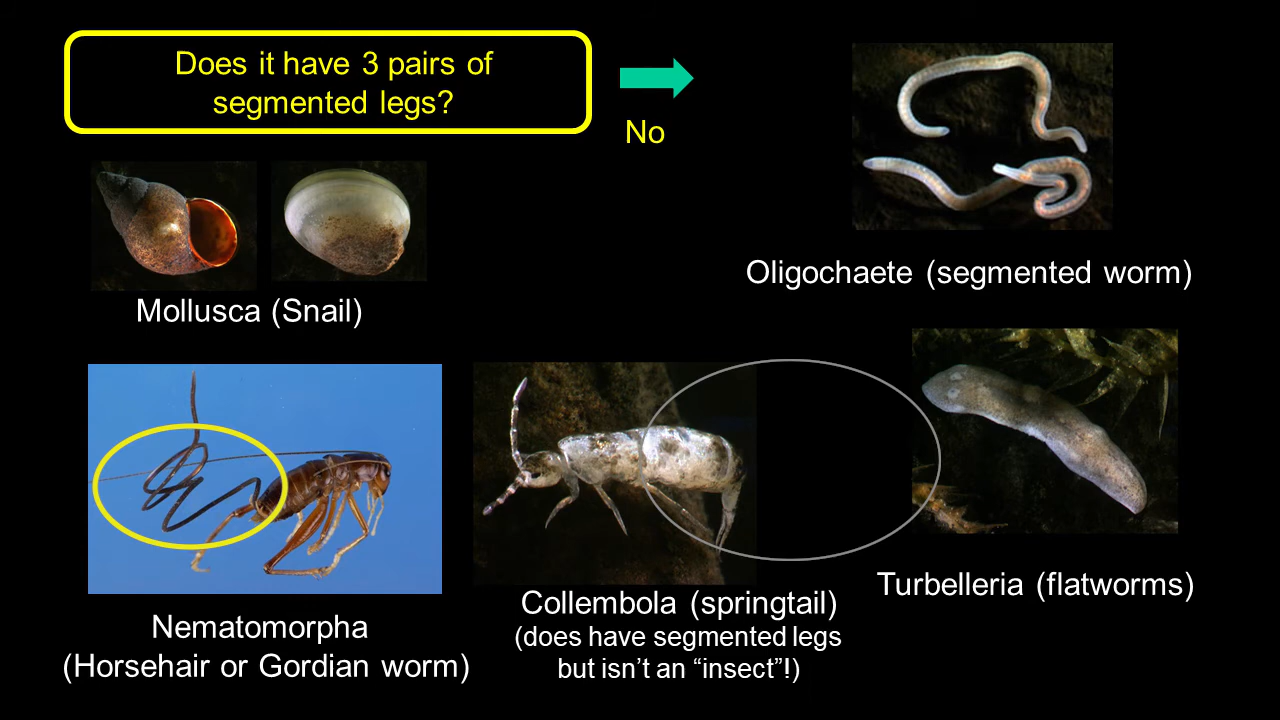 Does it have 3 pairs of
segmented legs?
No
Mollusca (Snail)
Oligochaete (segmented worm)
Nematomorpha
(Horsehair or Gordian worm)
Collembola (springtail)
(does have segmented legs
but isn’t an “insect”!)
Turbelleria (flatworms)